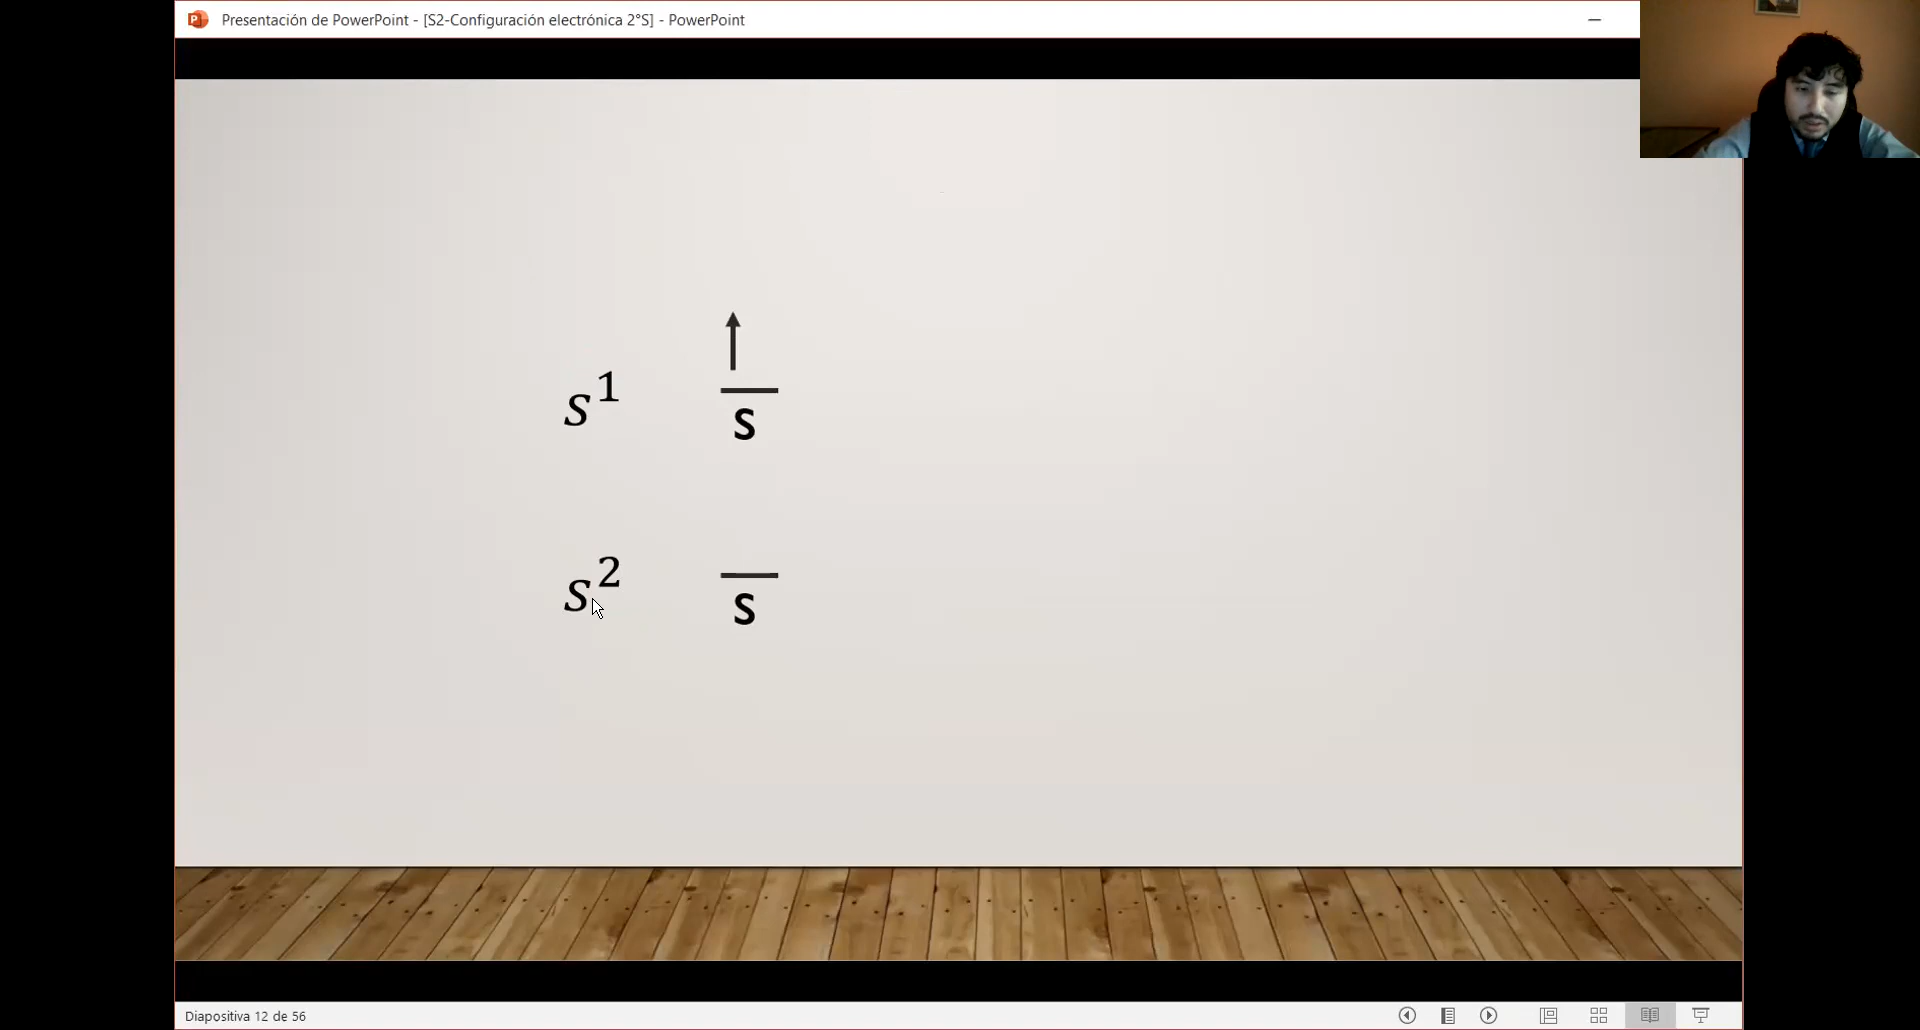 Presentación de PowerPoint - [S2-Configuración electrónica 2°S] - PowerPoint
s¹ s
s² s
Diapositiva 12 de 56